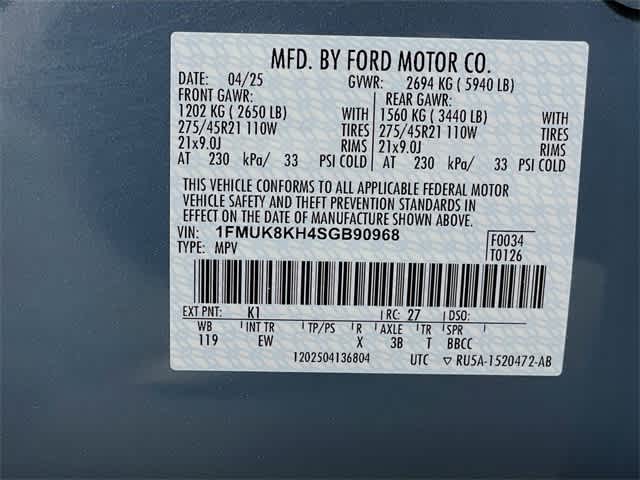 MFD. BY FORD MOTOR CO.
DATE: 04/25 GVWR: 2694 KG ( 5940 LB)
FRONT GAWR: REAR GAWR:
1202 KG ( 2650 LB) WITH 1560 KG ( 3440 LB) WITH
275/45R21 110W TIRES 275/45R21 110W TIRES
21x9.0J RIMS 21x9.0J RIMS
AT 230 kPa/ 33 PSI COLD AT 230 kPa/ 33 PSI COLD
THIS VEHICLE CONFORMS TO ALL APPLICABLE FEDERAL MOTOR
VEHICLE SAFETY AND THEFT PREVENTION STANDARDS IN
EFFECT ON THE DATE OF MANUFACTURE SHOWN ABOVE.
VIN: 1FMUK8KH4SGB90968 F0034
TYPE: MPV T0126
EXT PNT: K1 RC: 27 DSO:
WB INT TR TP/PS R AXLE TR SPR
119 EW X 3B T BBCC
1202504136804 UTC ▽ RU5A-1520472-AB